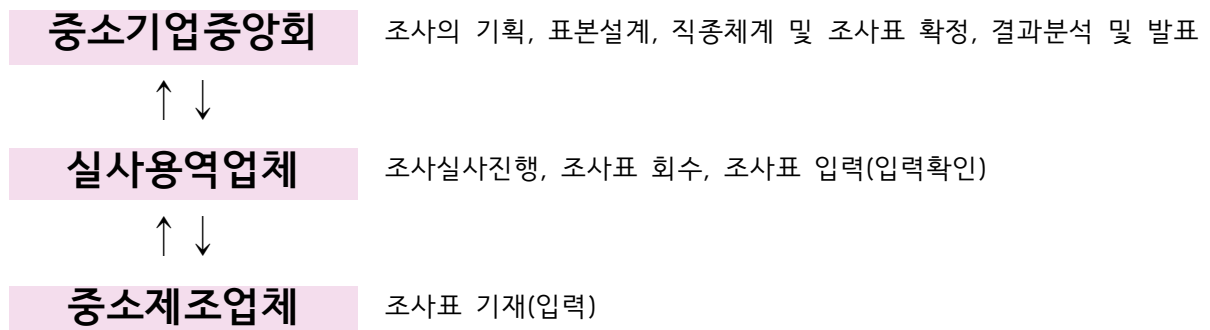 중소기업중앙회 조사의 기획, 표본설계, 직종체계 및 조사표 확정, 결과분석 및 발표
↑ ↓
실사용역업체 조사실사진행, 조사표 회수, 조사표 입력(입력확인)
↑ ↓
중소제조업체 조사표 기재(입력)